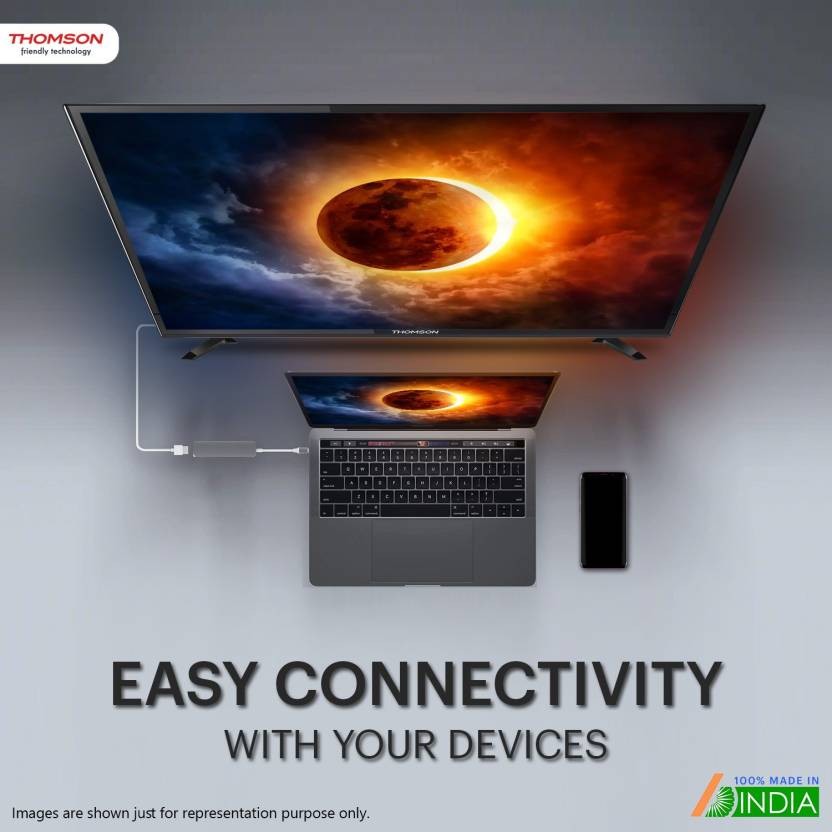 THOMSON
friendly technology
THOMSON
EASY CONNECTIVITY
WITH YOUR DEVICES
100% MADE IN
INDIA
Images are shown just for representation purpose only.